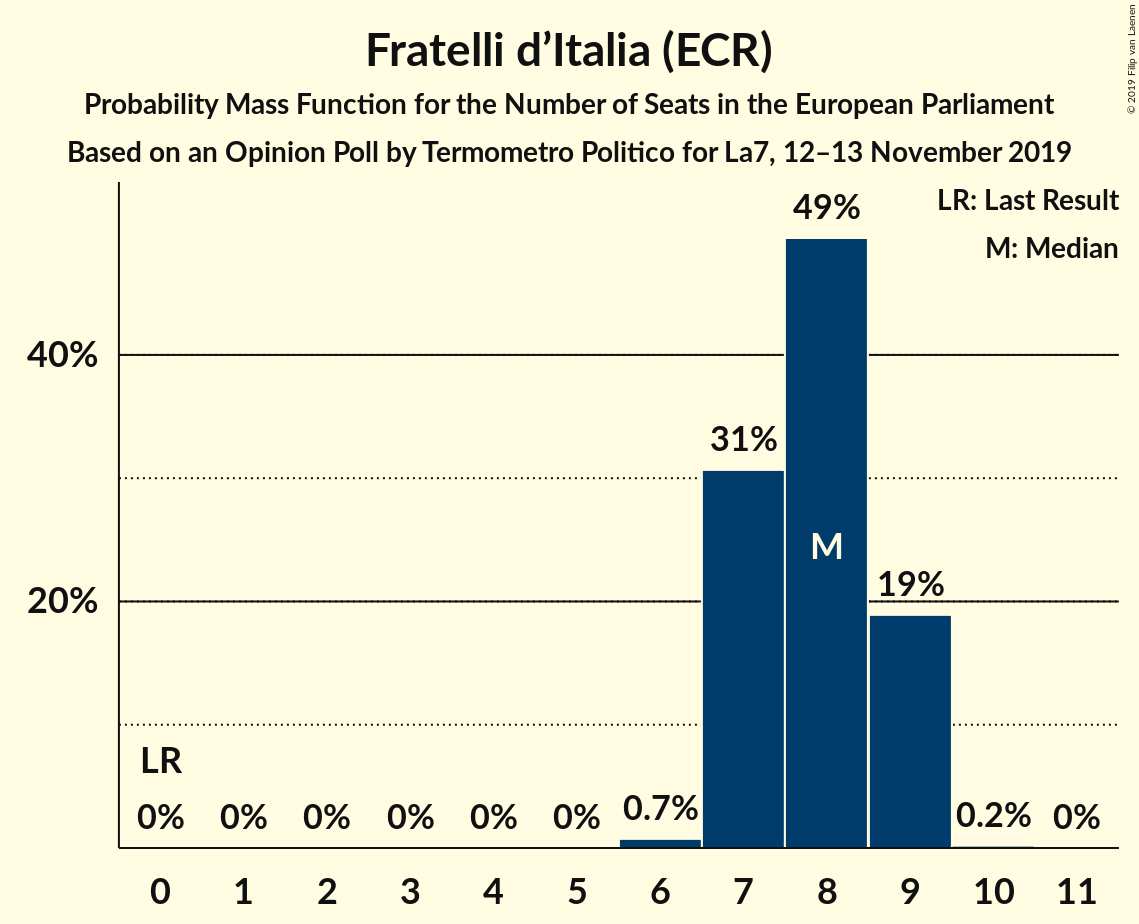 Fratelli d’Italia (ECR)
Probability Mass Function for the Number of Seats in the European Parliament
Based on an Opinion Poll by Termometro Politico for La7, 12–13 November 2019
© 2019 Filip van Laenen
LR: Last Result
M: Median
49%
40%
31%
M
20%
19%
LR
0% 0% 0% 0% 0% 0% 0.7% 0.2% 0%
0 1 2 3 4 5 6 7 8 9 10 11